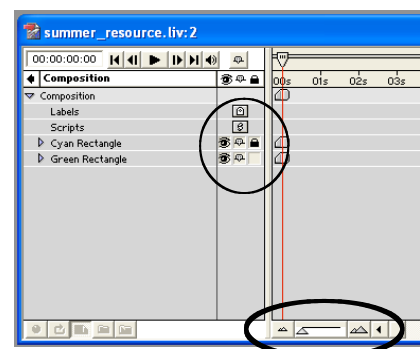 summer_resource.liv:2
00:00:00:00
Composition 00s 01s 02s 03s
Composition
Labels
Scripts
Cyan Rectangle
Green Rectangle